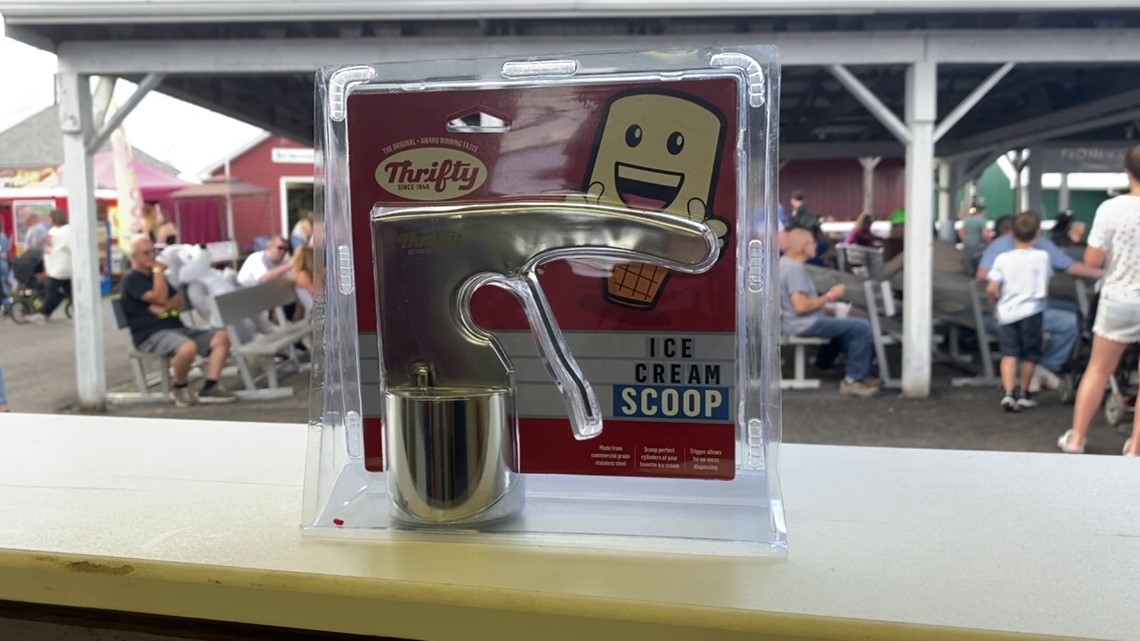 THE ORIGINAL • AWARD WINNING TASTE
Thrifty
SINCE 1940
Thrifty
ICE
CREAM
SCOOP
Made from
commercial grade
stainless steel
Scoop perfect
cylinders of your
favorite ice cream
Trigger allows
for no-mess
dispensing